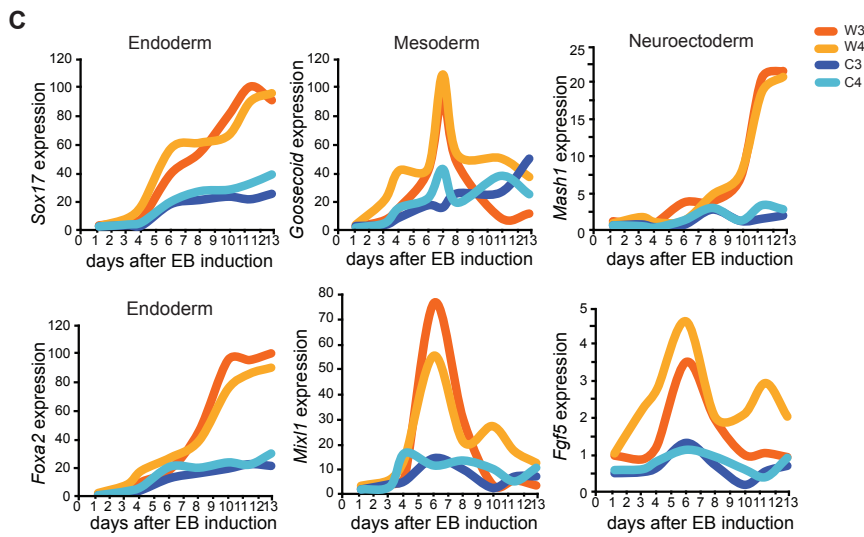 C
Endoderm
Sox17 expression
120
100
80
60
40
20
0
0 1 2 3 4 5 6 7 8 9 10 11 12 13
days after EB induction
Mesoderm
Goosecoid expression
120
100
80
60
40
20
0
0 1 2 3 4 5 6 7 8 9 10 11 12 13
days after EB induction
Neuroectoderm
Mash1 expression
25
20
15
10
5
0
0 1 2 3 4 5 6 7 8 9 10 11 12 13
days after EB induction
W3
W4
C3
C4
Endoderm
Foxa2 expression
120
100
80
60
40
20
0
0 1 2 3 4 5 6 7 8 9 10 11 12 13
days after EB induction
Mixl1 expression
80
70
60
50
40
30
20
10
0
0 1 2 3 4 5 6 7 8 9 10 11 12 13
days after EB induction
Fgf5 expression
5
4
3
2
1
0
0 1 2 3 4 5 6 7 8 9 10 11 12 13
days after EB induction